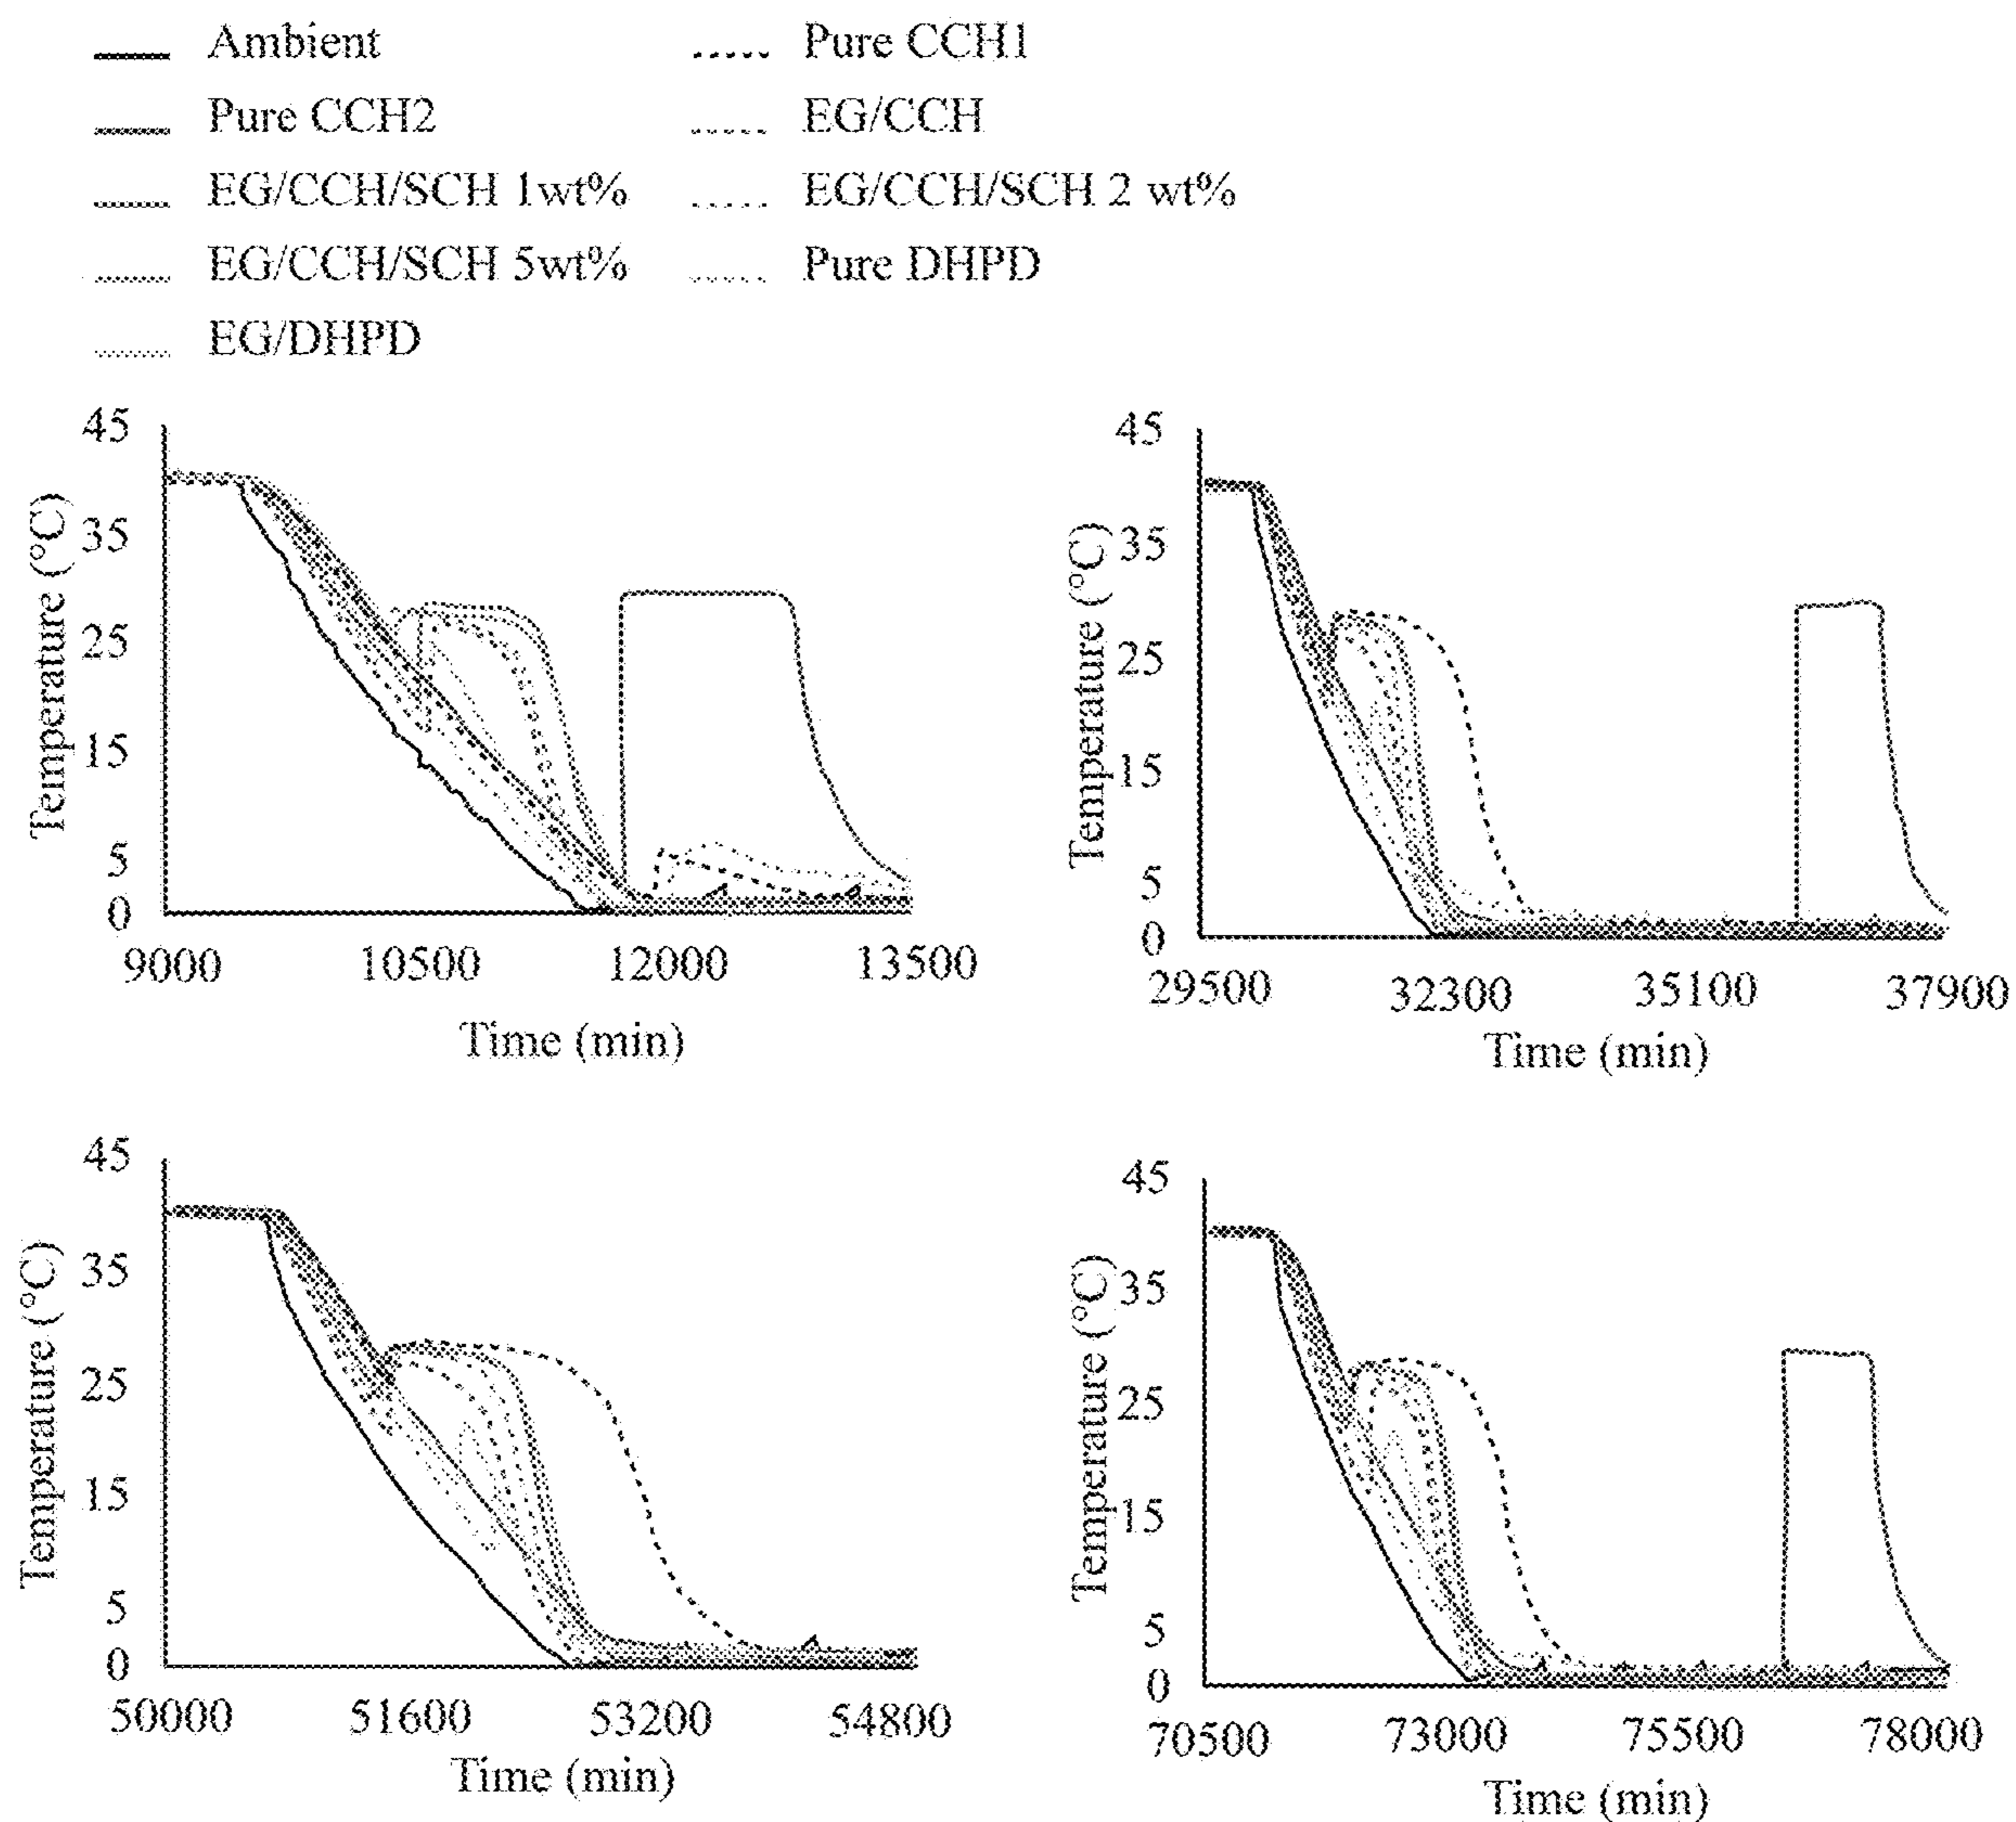 Ambient
Pure CCH1
Pure CCH2
EG/CCH
EG/CCH/SCH 1wt%
EG/CCH/SCH 2 wt%
EG/CCH/SCH 5wt%
Pure DHPD
EG/DHPD
45
35
25
15
5
0
Temperature (°C)
9000 10500 12000 13500
Time (min)
45
35
25
15
5
0
Temperature (°C)
29500 32300 35100 37900
Time (min)
45
35
25
15
5
0
Temperature (°C)
50000 51600 53200 54800
Time (min)
45
35
25
15
5
0
Temperature (°C)
70500 73000 75500 78000
Time (min)